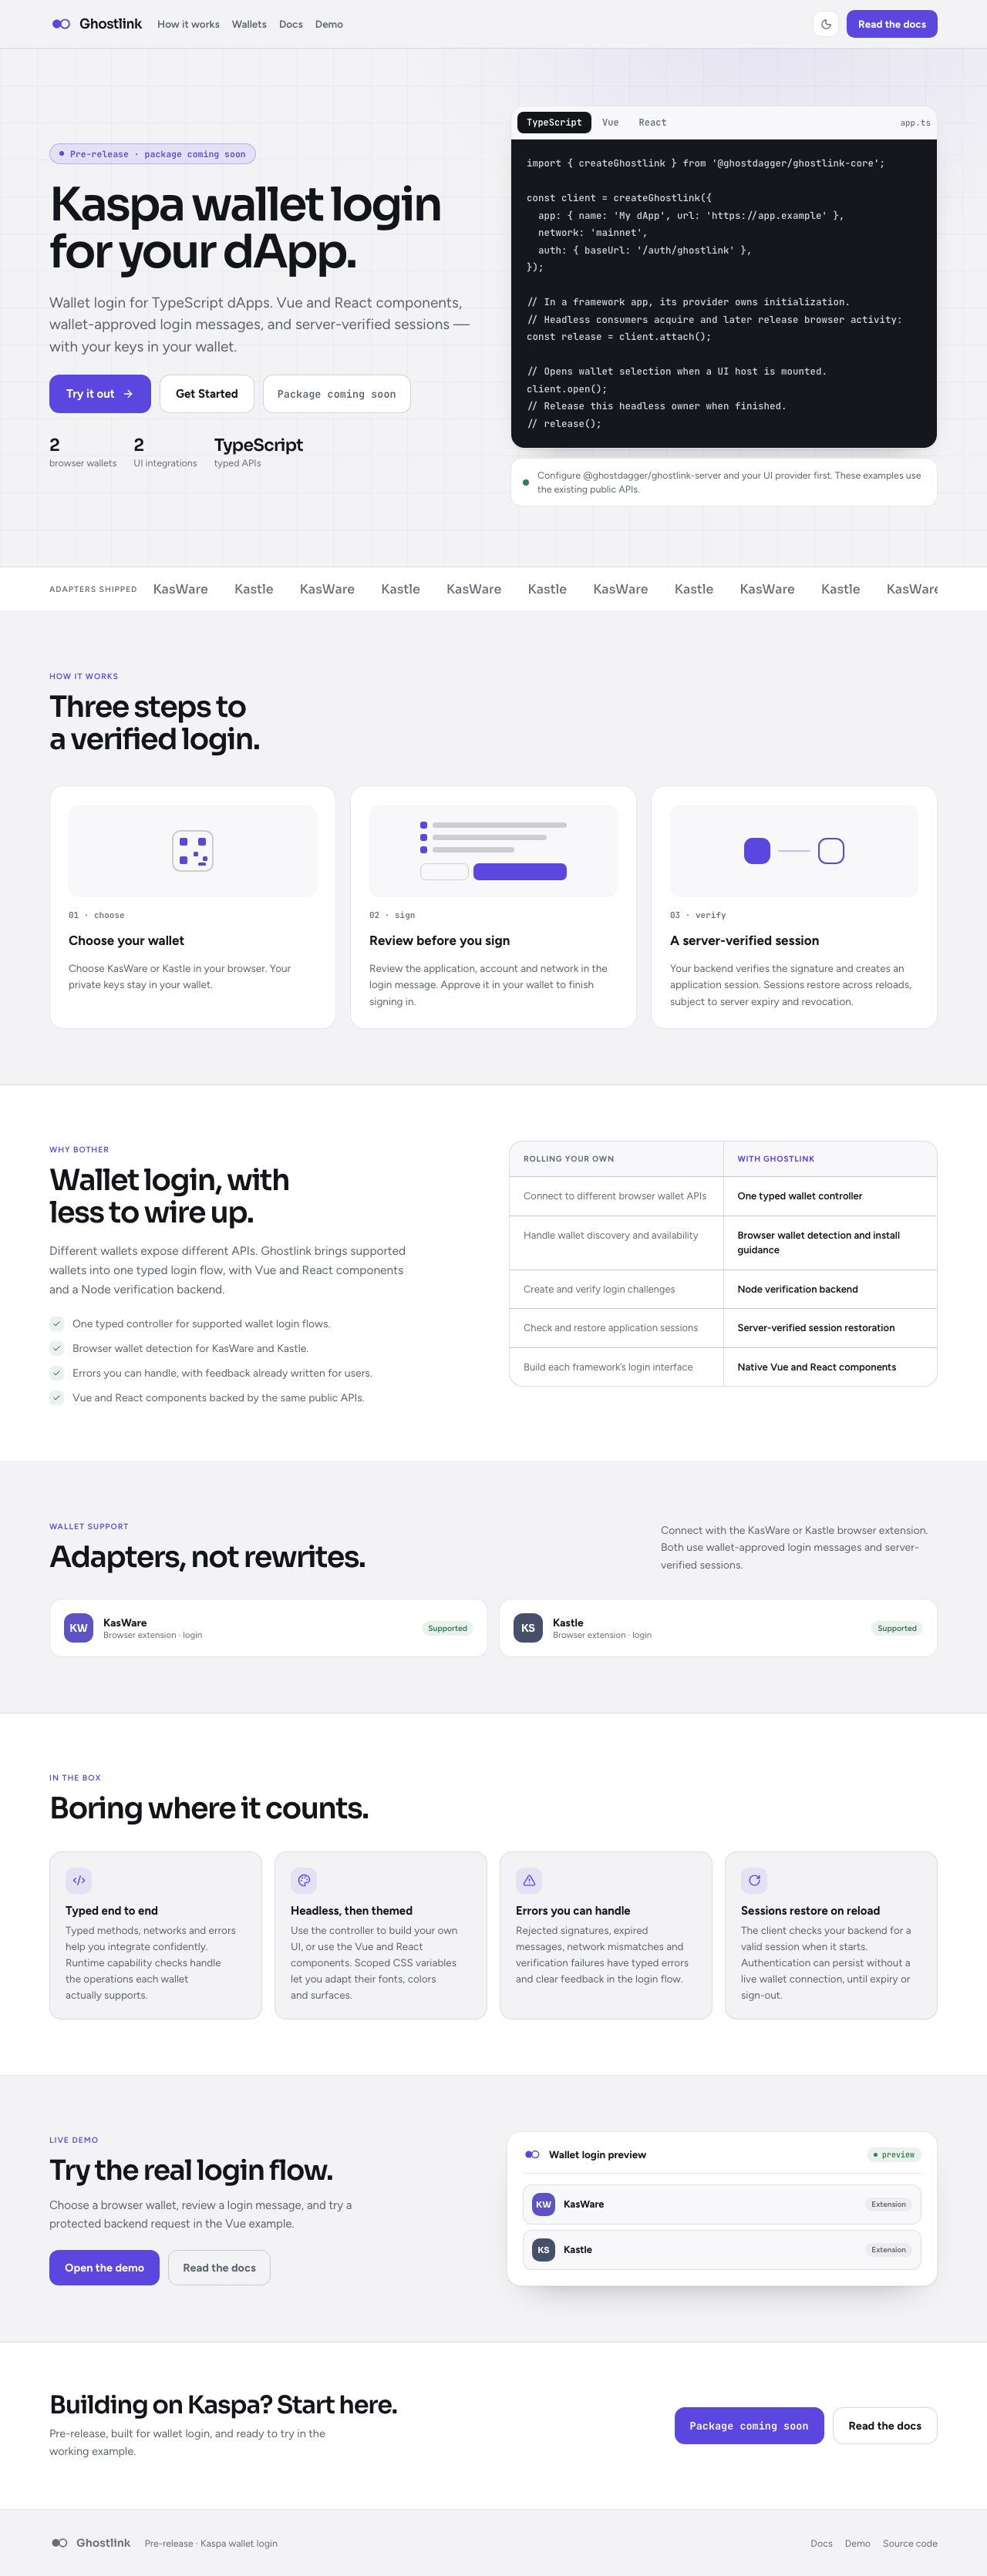 Ghostlink
How it works
Wallets
Docs
Demo
Read the docs
Pre-release · package coming soon
Kaspa wallet login
for your dApp.
Wallet login for TypeScript dApps. Vue and React components,
wallet-approved login messages, and server-verified sessions —
with your keys in your wallet.
Try it out
Get Started
Package coming soon
2
browser wallets
2
UI integrations
TypeScript
typed APIs
TypeScript
Vue
React
app.ts
import { createGhostlink } from '@ghostdagger/ghostlink-core';
const client = createGhostlink({
app: { name: 'My dApp', url: 'https://app.example' },
network: 'mainnet',
auth: { baseUrl: '/auth/ghostlink' },
});
// In a framework app, its provider owns initialization.
// Headless consumers acquire and later release browser activity:
const release = client.attach();
// Opens wallet selection when a UI host is mounted.
client.open();
// Release this headless owner when finished.
// release();
Configure @ghostdagger/ghostlink-server and your UI provider first. These examples use
the existing public APIs.
ADAPTERS SHIPPED
KasWare
Kastle
KasWare
Kastle
KasWare
Kastle
KasWare
Kastle
KasWare
Kastle
KasWare
HOW IT WORKS
Three steps to
a verified login.
01 · choose
Choose your wallet
Choose KasWare or Kastle in your browser. Your
private keys stay in your wallet.
02 · sign
Review before you sign
Review the application, account and network in the
login message. Approve it in your wallet to finish
signing in.
03 · verify
A server-verified session
Your backend verifies the signature and creates an
application session. Sessions restore across reloads,
subject to server expiry and revocation.
WHY BOTHER
Wallet login, with
less to wire up.
Different wallets expose different APIs. Ghostlink brings supported
wallets into one typed login flow, with Vue and React components
and a Node verification backend.
One typed controller for supported wallet login flows.
Browser wallet detection for KasWare and Kastle.
Errors you can handle, with feedback already written for users.
Vue and React components backed by the same public APIs.
ROLLING YOUR OWN
WITH GHOSTLINK
Connect to different browser wallet APIs
One typed wallet controller
Handle wallet discovery and availability
Browser wallet detection and install
guidance
Create and verify login challenges
Node verification backend
Check and restore application sessions
Server-verified session restoration
Build each framework's login interface
Native Vue and React components
WALLET SUPPORT
Adapters, not rewrites.
Connect with the KasWare or Kastle browser extension.
Both use wallet-approved login messages and server-
verified sessions.
KW
KasWare
Browser extension · login
Supported
KS
Kastle
Browser extension · login
Supported
IN THE BOX
Boring where it counts.
Typed end to end
Typed methods, networks and errors
help you integrate confidently.
Runtime capability checks handle
the operations each wallet
actually supports.
Headless, then themed
Use the controller to build your own
UI, or use the Vue and React
components. Scoped CSS variables
let you adapt their fonts, colors
and surfaces.
Errors you can handle
Rejected signatures, expired
messages, network mismatches and
verification failures have typed errors
and clear feedback in the login flow.
Sessions restore on reload
The client checks your backend for a
valid session when it starts.
Authentication can persist without a
live wallet connection, until expiry or
sign-out.
LIVE DEMO
Try the real login flow.
Choose a browser wallet, review a login message, and try a
protected backend request in the Vue example.
Open the demo
Read the docs
Wallet login preview
preview
KW
KasWare
Extension
KS
Kastle
Extension
Building on Kaspa? Start here.
Pre-release, built for wallet login, and ready to try in the
working example.
Package coming soon
Read the docs
Ghostlink
Pre-release · Kaspa wallet login
Docs
Demo
Source code